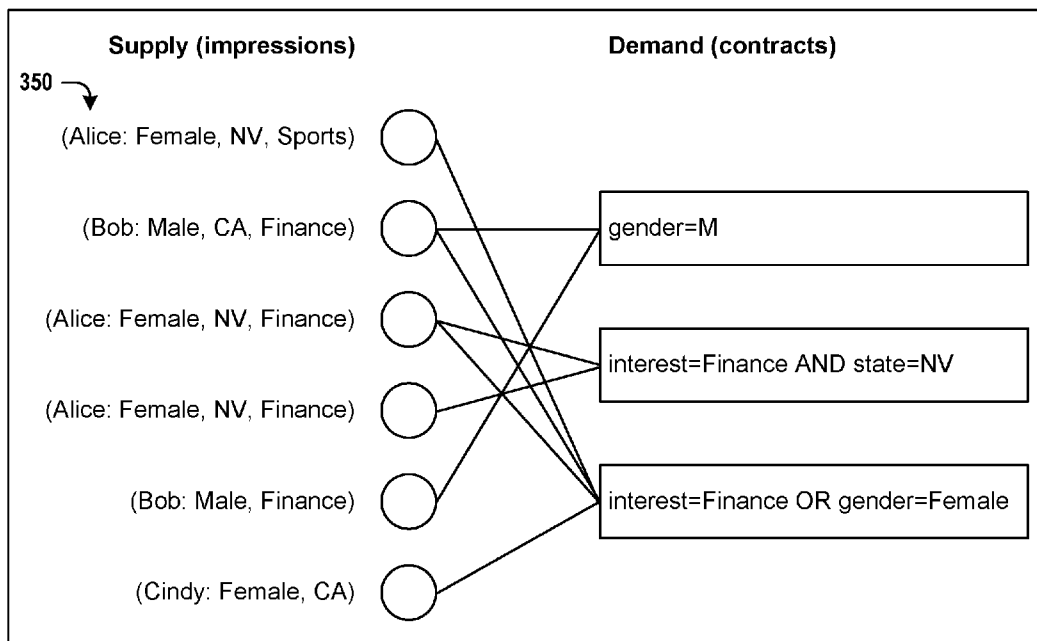 Supply (impressions)
Demand (contracts)
350
(Alice: Female, NV, Sports)
(Bob: Male, CA, Finance)
gender=M
(Alice: Female, NV, Finance)
interest=Finance AND state=NV
(Alice: Female, NV, Finance)
(Bob: Male, Finance)
interest=Finance OR gender=Female
(Cindy: Female, CA)